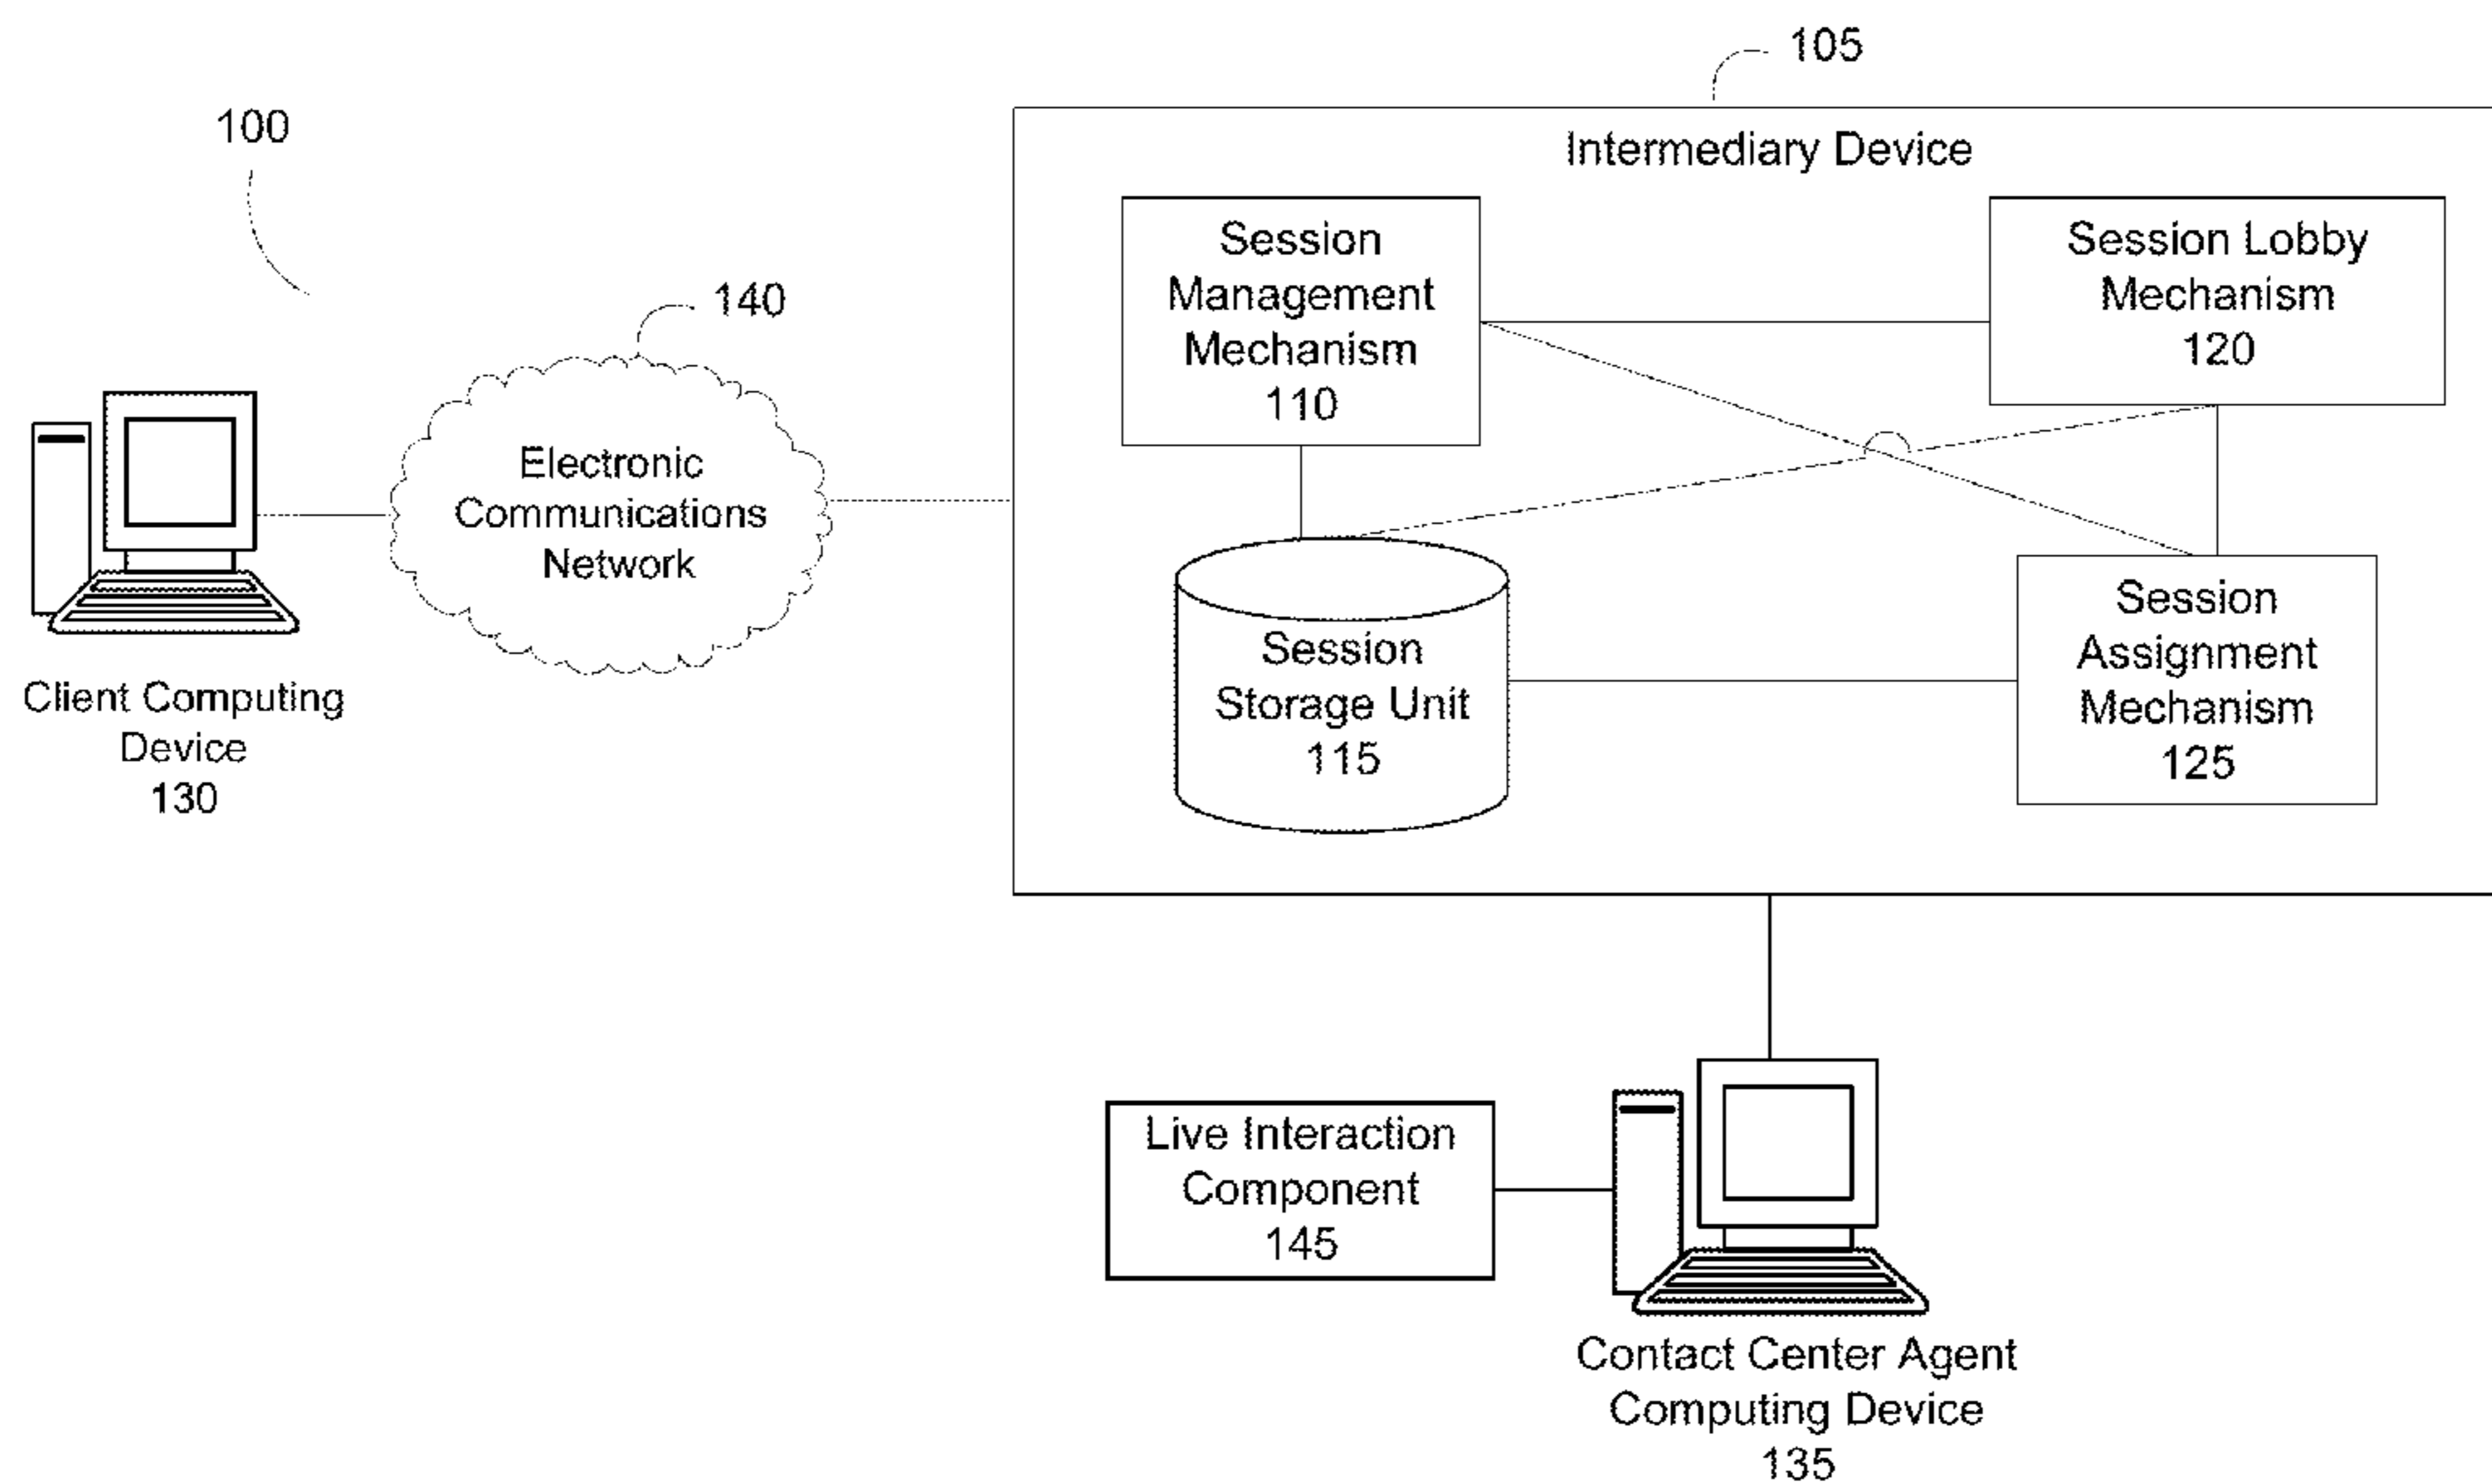 105
100
Intermediary Device
Session
Management
Mechanism
110
Session Lobby
Mechanism
120
140
Electronic
Communications
Network
Client Computing
Device
130
Session
Storage Unit
115
Session
Assignment
Mechanism
125
Live Interaction
Component
145
Contact Center Agent
Computing Device
135